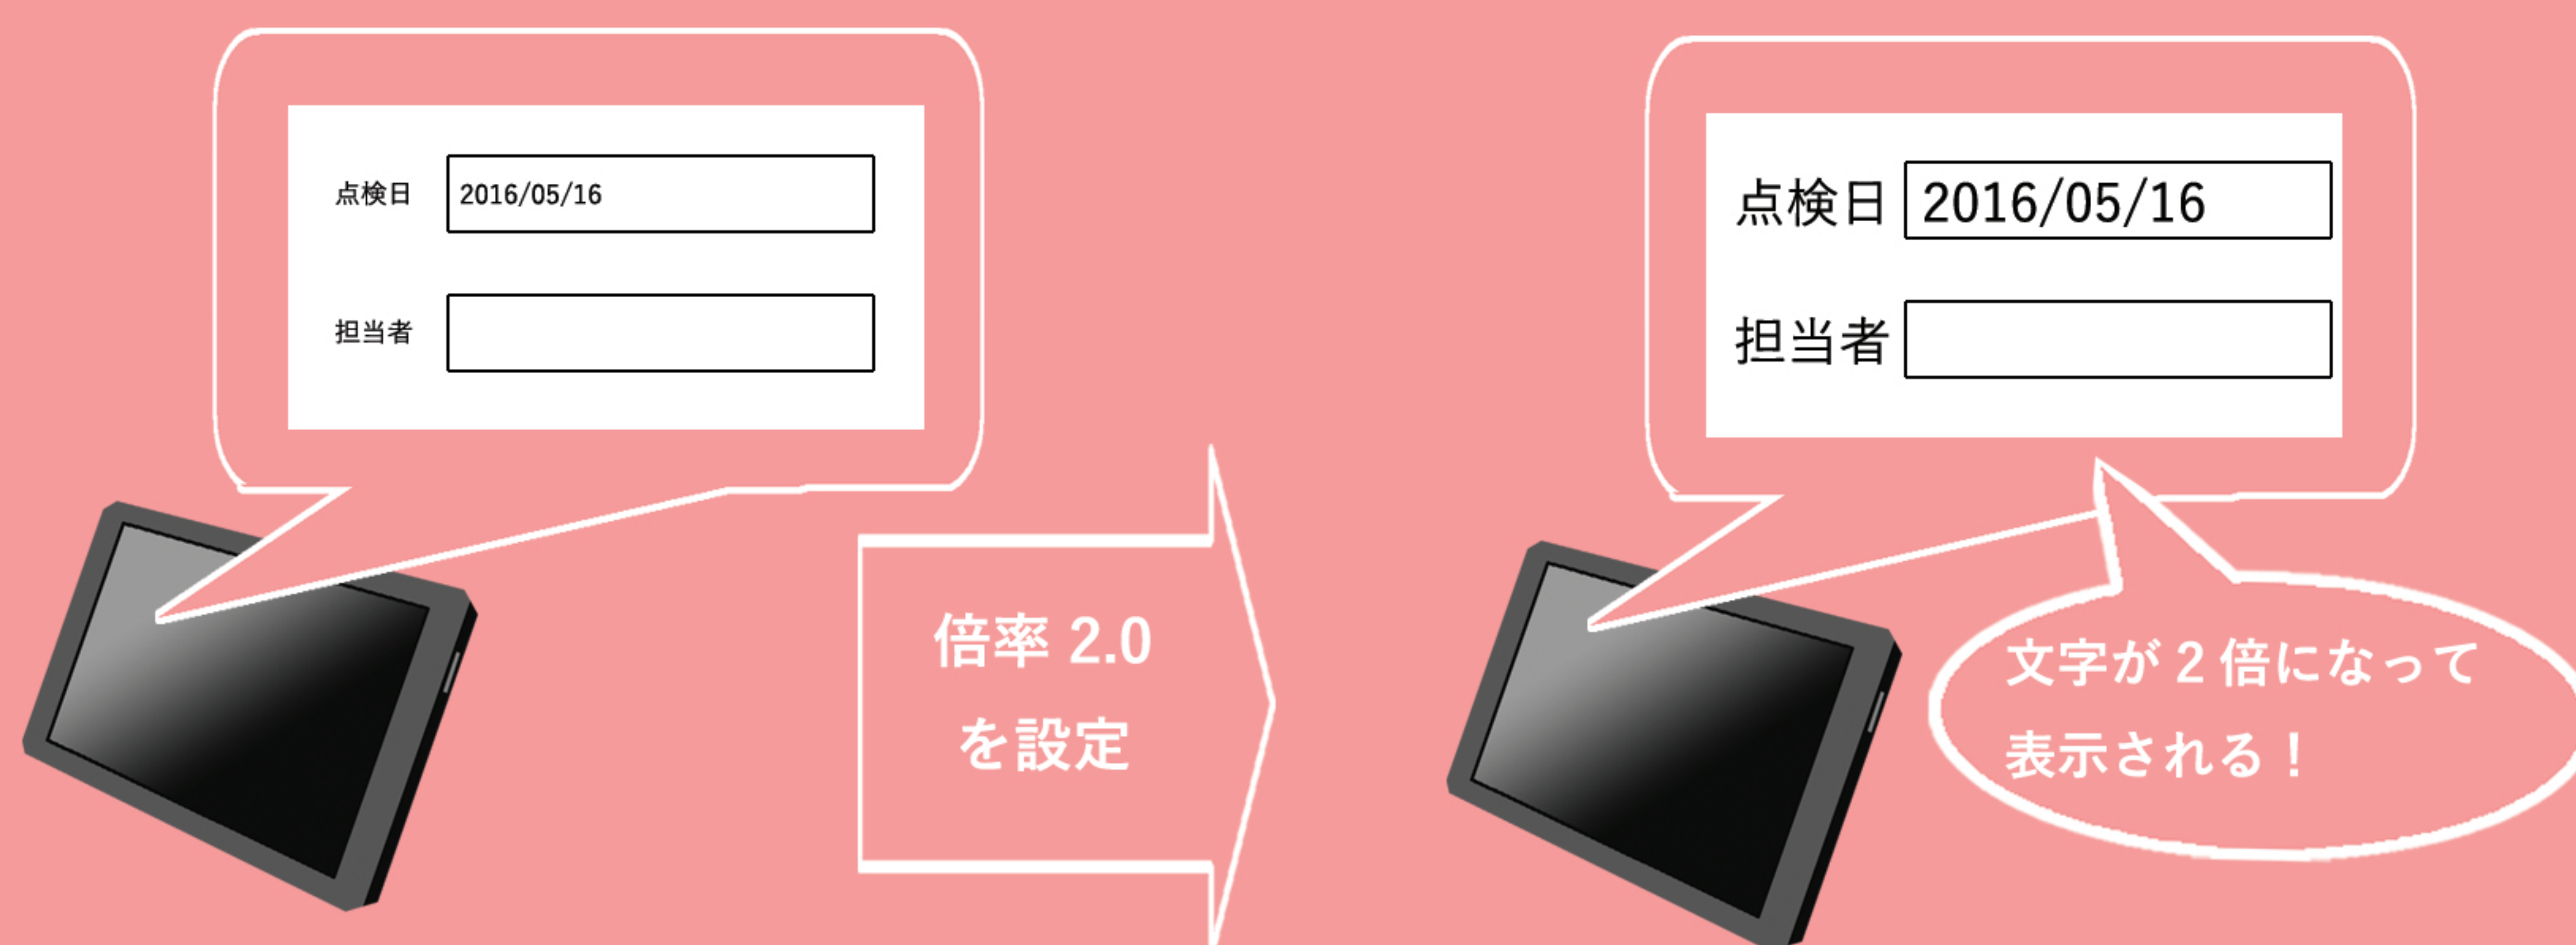 点検日 2016/05/16
担当者
倍率 2.0
を設定
点検日 2016/05/16
担当者
文字が 2 倍になって
表示される！